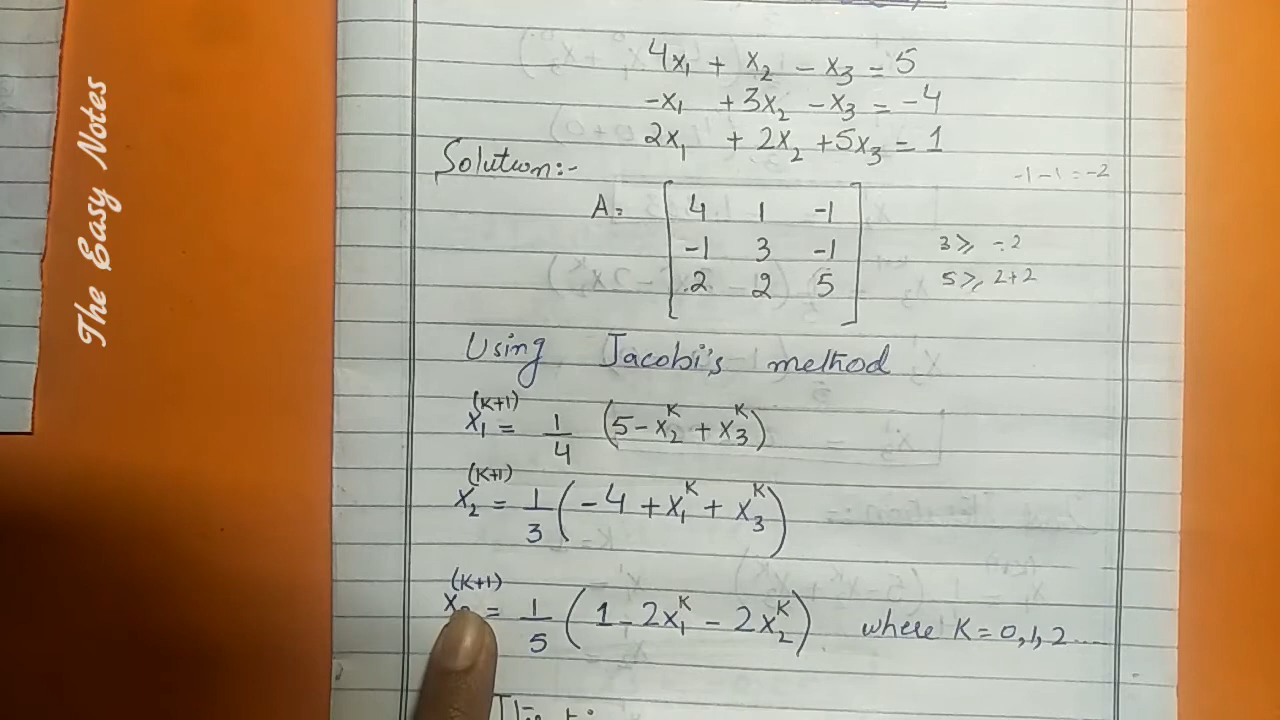 The Easy Notes
4x₁ + x₂ - x₃ = 5
-x₁ + 3x₂ - x₃ = -4
2x₁ + 2x₂ + 5x₃ = 1
Solution:-
-1-1 = -2
A = [4 1 -1
-1 3 -1
2 2 5]
3 ≥ -2
5 ≥ 2+2
Using Jacobi's method
x₁^(K+1) = 1/4 (5 - x₂^K + x₃^K)
x₂^(K+1) = 1/3 (-4 + x₁^K + x₃^K)
x^(K+1) = 1/5 (1 - 2x₁^K - 2x₂^K) where K = 0,1,2....